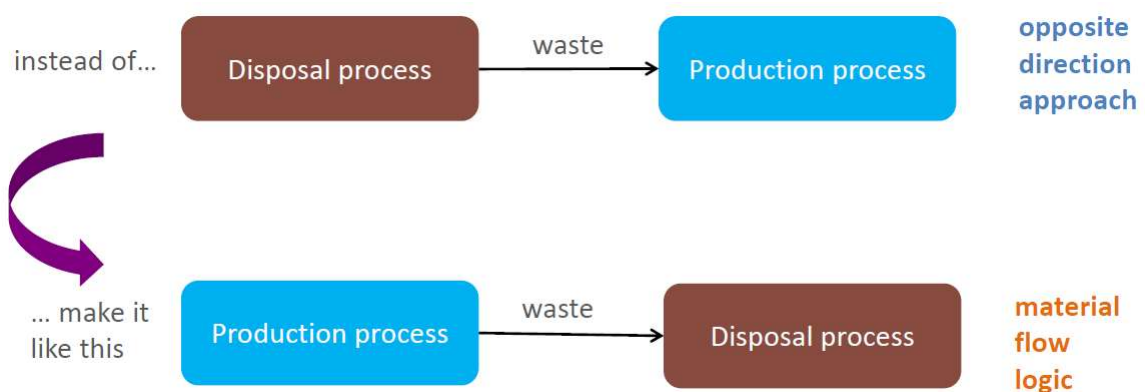 instead of...
Disposal process
waste
Production process
opposite
direction
approach
... make it
like this
Production process
waste
Disposal process
material
flow
logic